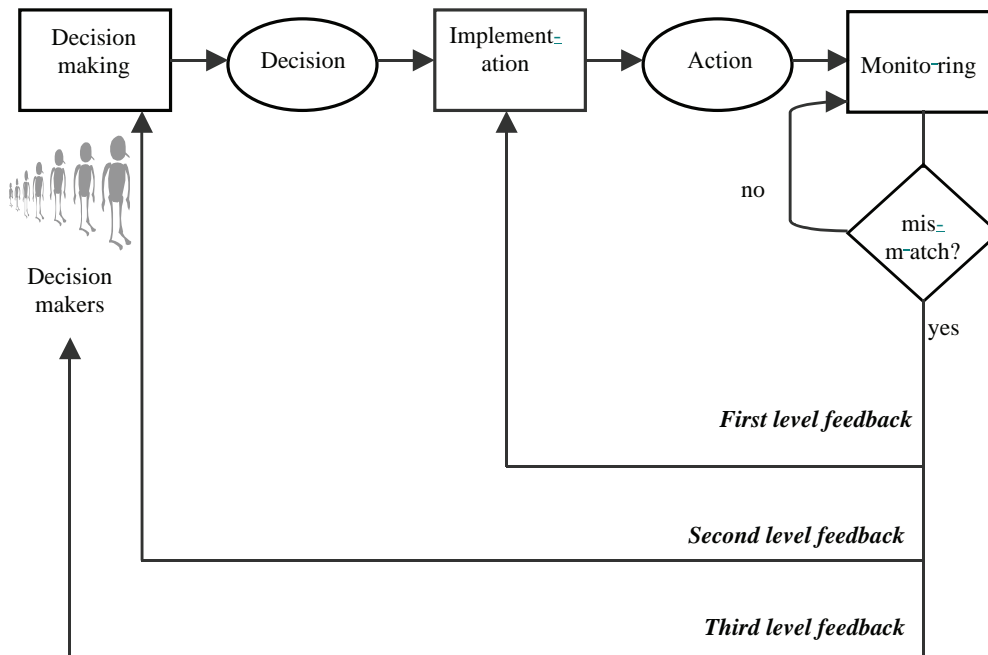 Decision
making
Decision
Implement-
ation
Action
Monito-ring
no
mis-
m-atch?
Decision
makers
yes
First level feedback
Second level feedback
Third level feedback